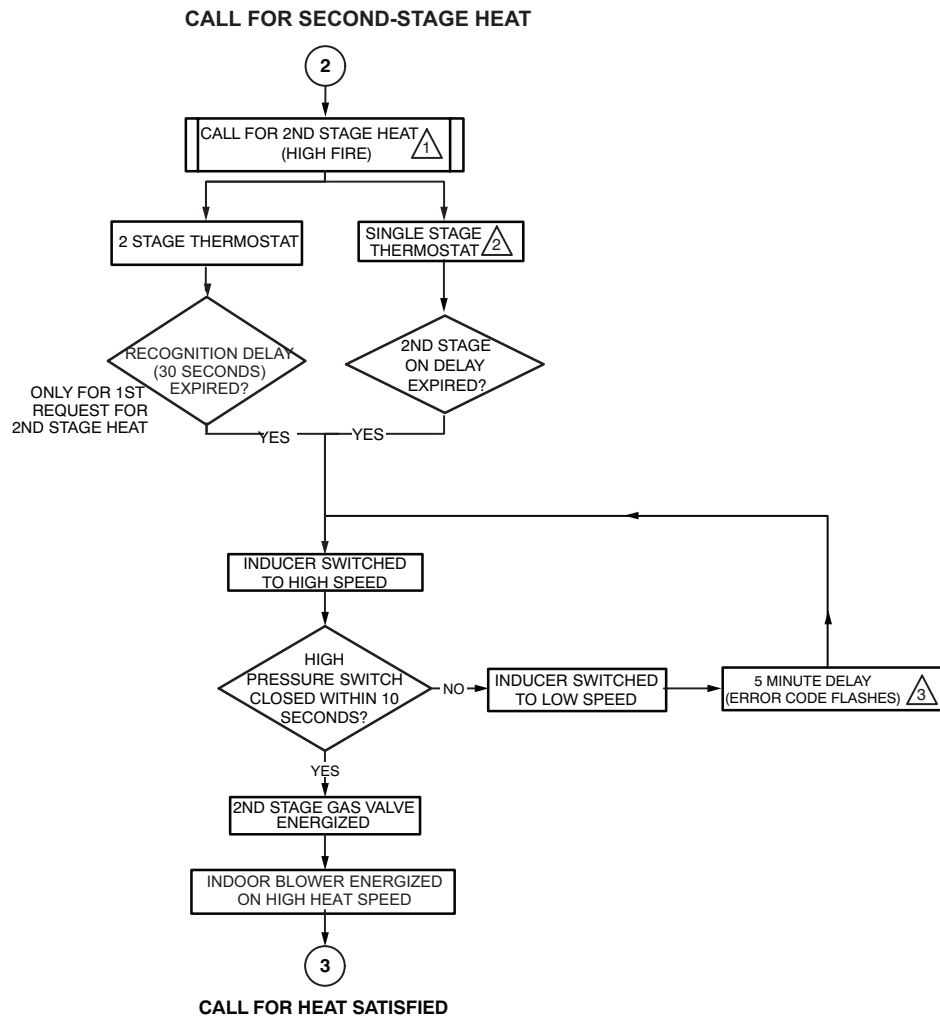 CALL FOR SECOND-STAGE HEAT
2
CALL FOR 2ND STAGE HEAT
(HIGH FIRE)
1
2 STAGE THERMOSTAT
SINGLE STAGE
THERMOSTAT
2
RECOGNITION DELAY
(30 SECONDS)
EXPIRED?
2ND STAGE
ON DELAY
EXPIRED?
ONLY FOR 1ST
REQUEST FOR
2ND STAGE HEAT
YES
YES
INDUCER SWITCHED
TO HIGH SPEED
HIGH
PRESSURE SWITCH
CLOSED WITHIN 10
SECONDS?
NO
INDUCER SWITCHED
TO LOW SPEED
5 MINUTE DELAY
(ERROR CODE FLASHES)
3
YES
2ND STAGE GAS VALVE
ENERGIZED
INDOOR BLOWER ENERGIZED
ON HIGH HEAT SPEED
3
CALL FOR HEAT SATISFIED